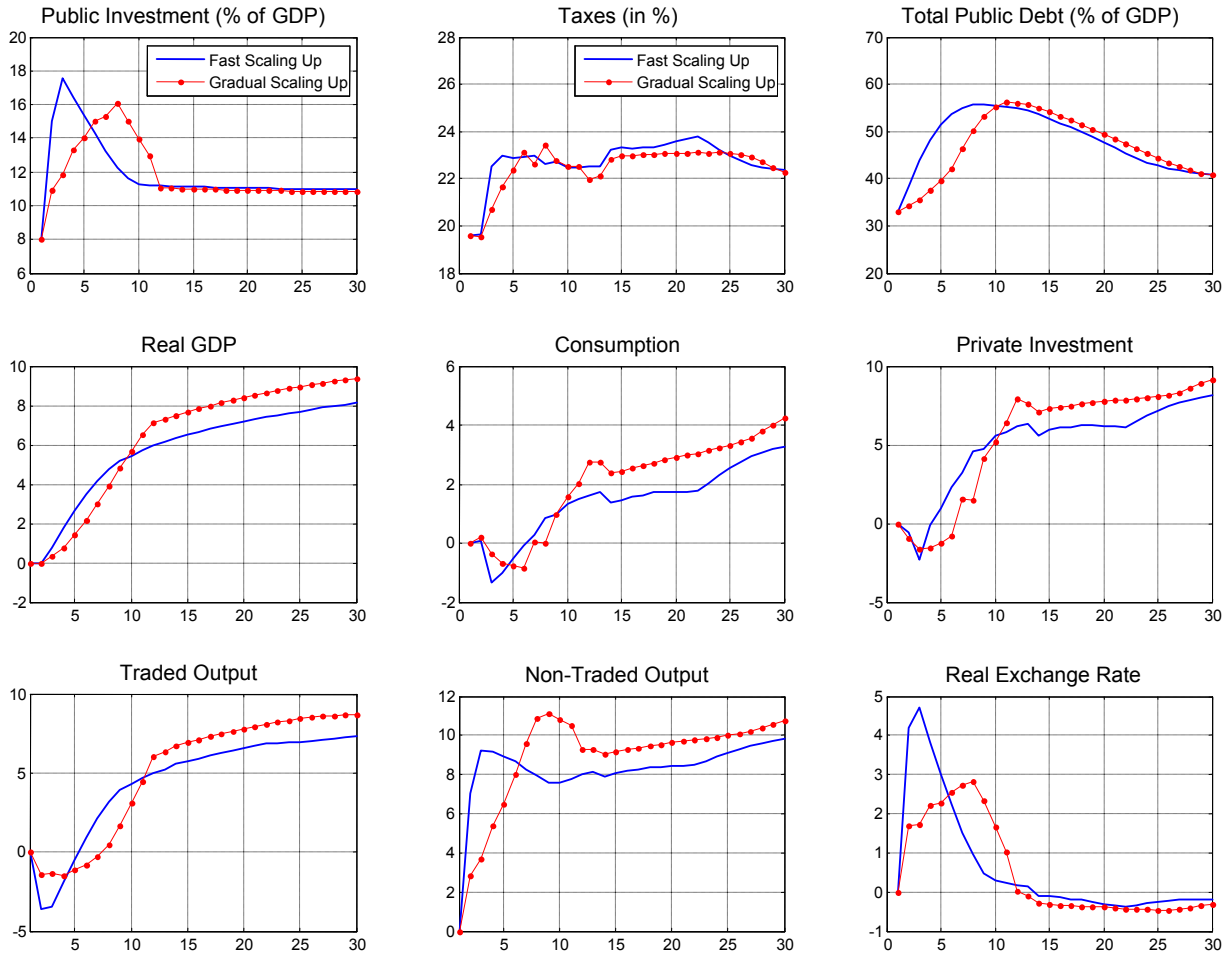 Public Investment (% of GDP)
Taxes (in %)
Total Public Debt (% of GDP)
20
18
16
14
12
10
8
6
0 5 10 15 20 25 30
Fast Scaling Up
Gradual Scaling Up
28
26
24
22
20
18
0 5 10 15 20 25 30
Fast Scaling Up
Gradual Scaling Up
70
60
50
40
30
20
0 5 10 15 20 25 30
Real GDP
Consumption
Private Investment
10
8
6
4
2
0
-2
0 5 10 15 20 25 30
6
4
2
0
-2
0 5 10 15 20 25 30
10
5
0
-5
0 5 10 15 20 25 30
Traded Output
Non-Traded Output
Real Exchange Rate
10
5
0
-5
5 10 15 20 25 30
12
10
8
6
4
2
0
5 10 15 20 25 30
5
4
3
2
1
0
-1
0 5 10 15 20 25 30